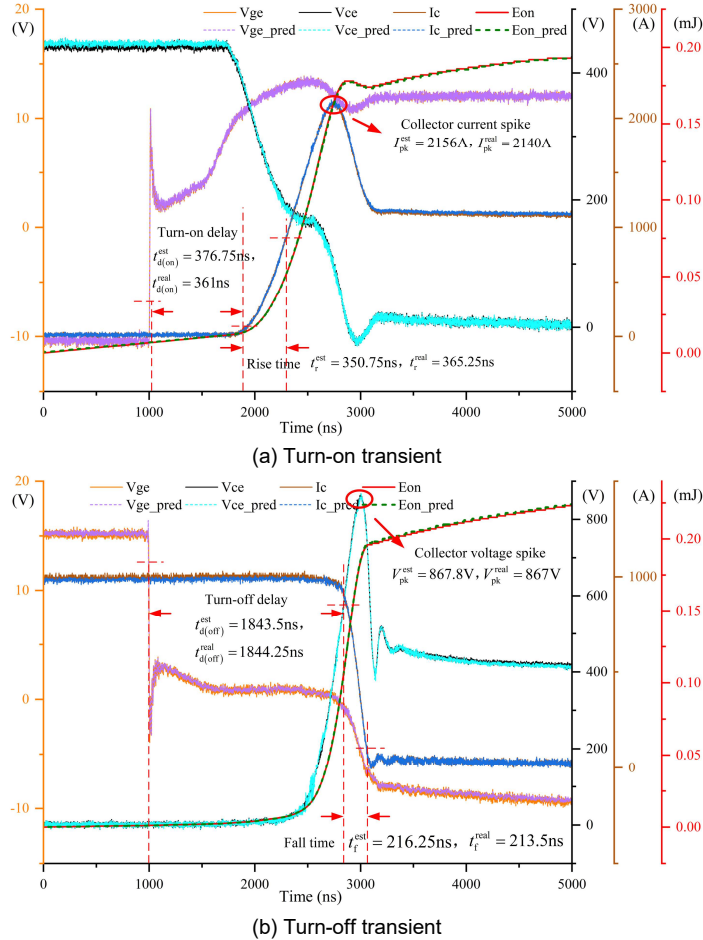 Vge Vce Ic Eon
Vge_pred Vce_pred Ic_pred Eon_pred
(V) (V) (A) (mJ)
20 10 0 -10
400 200 0
3000 2000 1000 0
0.20 0.15 0.10 0.05 0.00
Collector current spike
I_pk^est = 2156A, I_pk^real = 2140A
Turn-on delay
t_d(on)^est = 376.75ns,
t_d(on)^real = 361ns
Rise time t_r^est = 350.75ns, t_r^real = 365.25ns
0 1000 2000 3000 4000 5000
Time (ns)
(a) Turn-on transient
Vge Vce Ic Eon
Vge_pred Vce_pred Ic_pred Eon_pred
(V) (V) (A) (mJ)
20 10 0 -10
800 600 400 200 0
2000 1000 0
0.20 0.15 0.10 0.05 0.00
Collector voltage spike
V_pk^est = 867.8V, V_pk^real = 867V
Turn-off delay
t_d(off)^est = 1843.5ns,
t_d(off)^real = 1844.25ns
Fall time t_f^est = 216.25ns, t_f^real = 213.5ns
0 1000 2000 3000 4000 5000
Time (ns)
(b) Turn-off transient